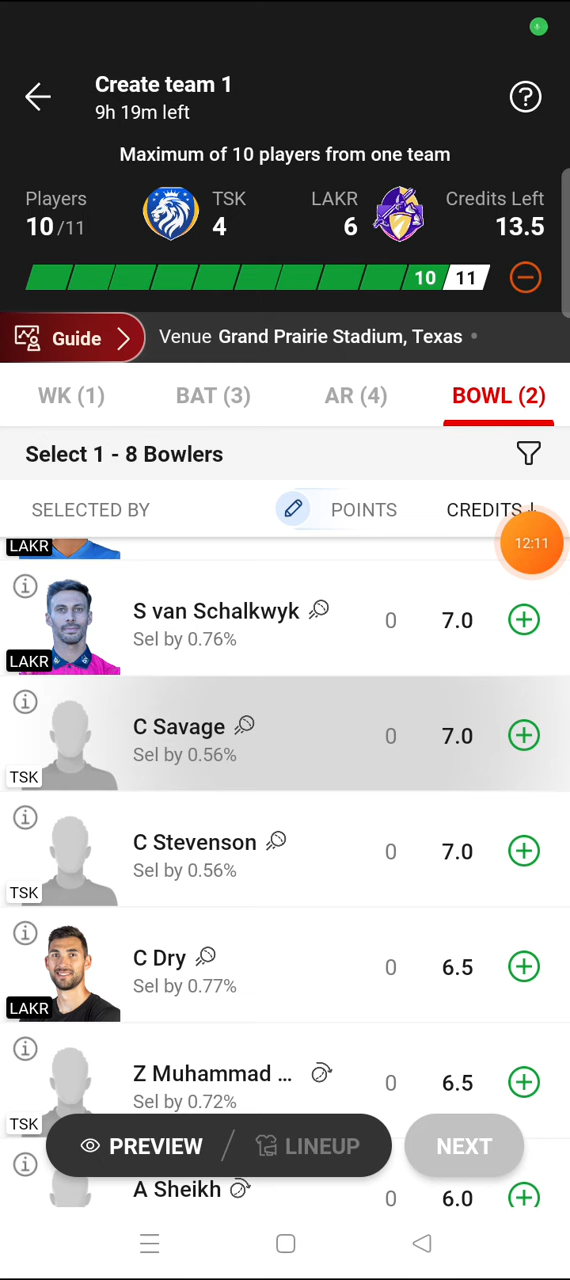 Create team 1
9h 19m left
Maximum of 10 players from one team
Players
10/11
TSK
4
LAKR
6
Credits Left
13.5
10
11
Guide
Venue Grand Prairie Stadium, Texas
WK (1)
BAT (3)
AR (4)
BOWL (2)
Select 1 - 8 Bowlers
SELECTED BY
POINTS
CREDITS↓
12:11
LAKR
S van Schalkwyk
Sel by 0.76%
0
7.0
LAKR
C Savage
Sel by 0.56%
0
7.0
TSK
C Stevenson
Sel by 0.56%
0
7.0
TSK
C Dry
Sel by 0.77%
0
6.5
LAKR
Z Muhammad ...
Sel by 0.72%
0
6.5
TSK
PREVIEW
LINEUP
NEXT
A Sheikh
0
6.0